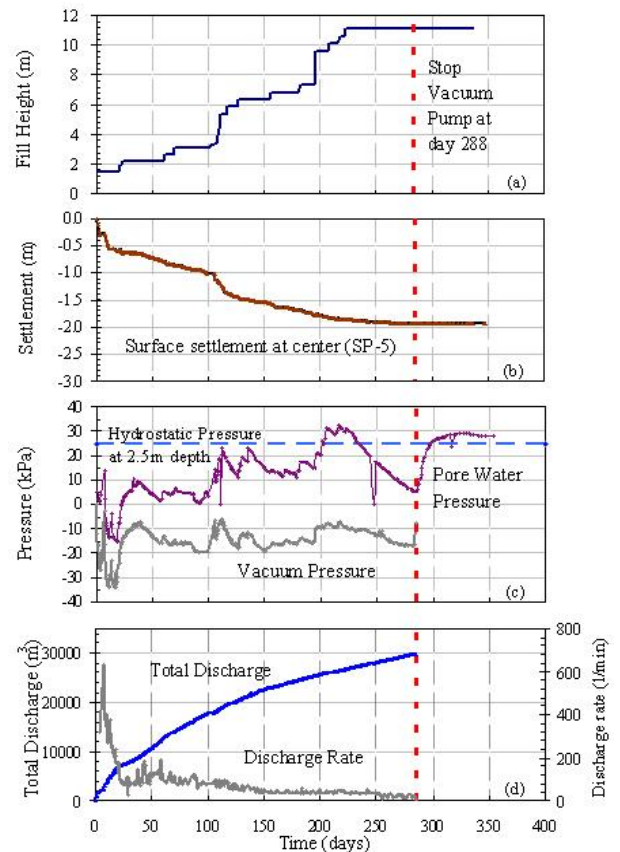 12
10
8
6
4
2
0
Fill Height (m)
Stop
Vacuum
Pump at
day 288
(a)
0.0
-0.5
-1.0
-1.5
-2.0
-2.5
-3.0
Settlement (m)
Surface settlement at center (SP-5)
(b)
40
30
20
10
0
-10
-20
-30
-40
Pressure (kPa)
Hydrostatic Pressure
at 2.5m depth
Pore Water
Pressure
Vacuum Pressure
(c)
30000
20000
10000
0
Total Discharge (m3)
Total Discharge
Discharge Rate
(d)
800
600
400
200
0
Discharge rate (1/min)
0 50 100 150 200 250 300 350 400
Time (days)